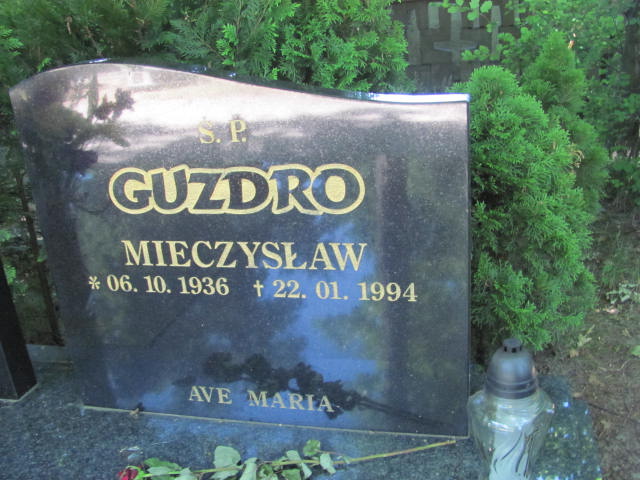 Ś. P.
GUZDRO
MIECZYSŁAW
* 06. 10. 1936 † 22. 01. 1994
AVE MARIA